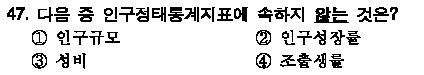 47. 다음 중 인구정태통계지표에 속하지 않는 것은?
① 인구규모 ② 인구성장률
③ 성비 ④ 조출생률